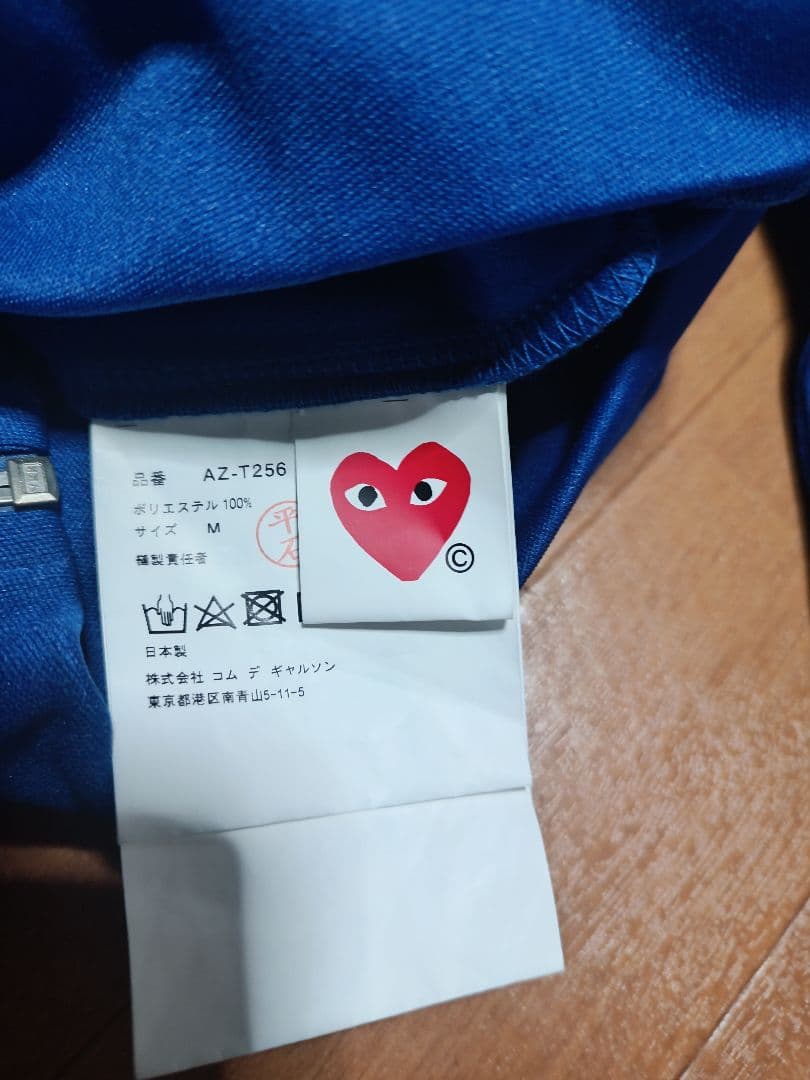 品番 AZ-T256
ポリエステル 100%
サイズ M
縫製責任者
平
石
©
日本製
株式会社 コム デ ギャルソン
東京都港区南青山5-11-5